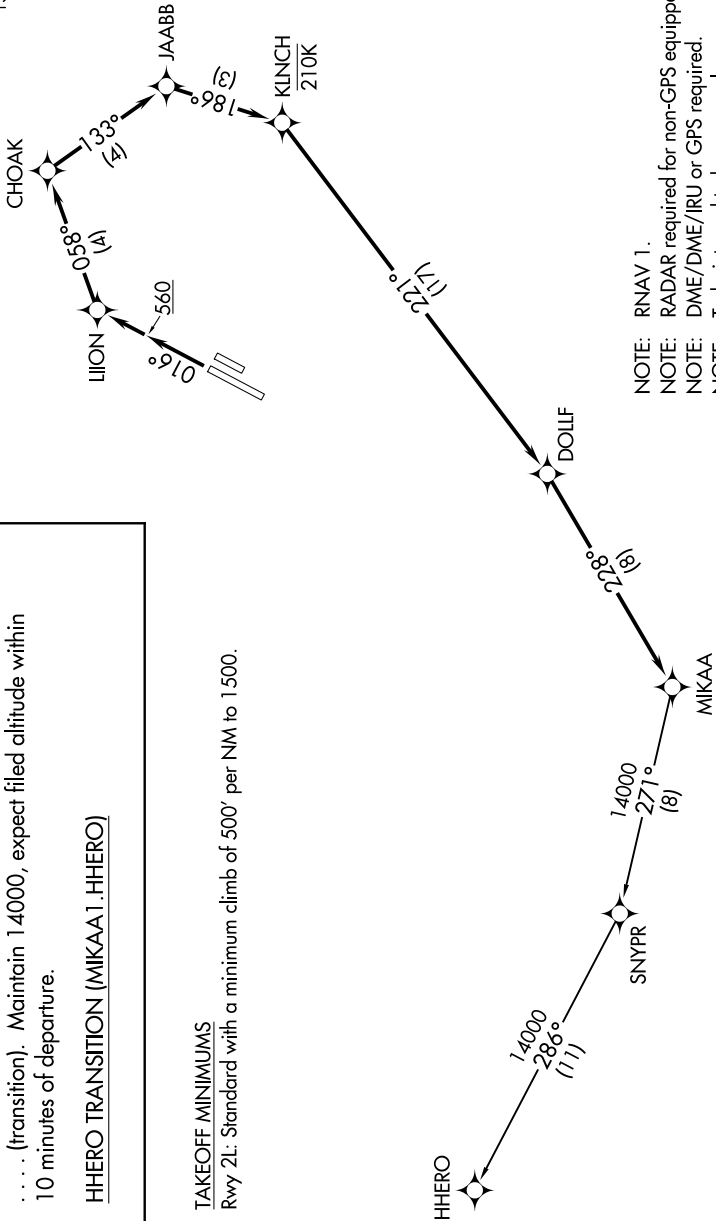 . . . . (transition). Maintain 14000, expect filed altitude within
10 minutes of departure.
HHERO TRANSITION (MIKAA1.HHERO)
TAKEOFF MINIMUMS
Rwy 2L: Standard with a minimum climb of 500' per NM to 1500.
CHOAK
JAABB
133°
(4)
186°
(3)
KLNCH
210K
058°
(4)
LIION
560
016°
221°
(17)
DOLLF
228°
(8)
MIKAA
14000
271°
(8)
SNYPR
14000
286°
(11)
HHERO
NOTE: RNAV 1.
NOTE: RADAR required for non-GPS equipped
NOTE: DME/DME/IRU or GPS required.